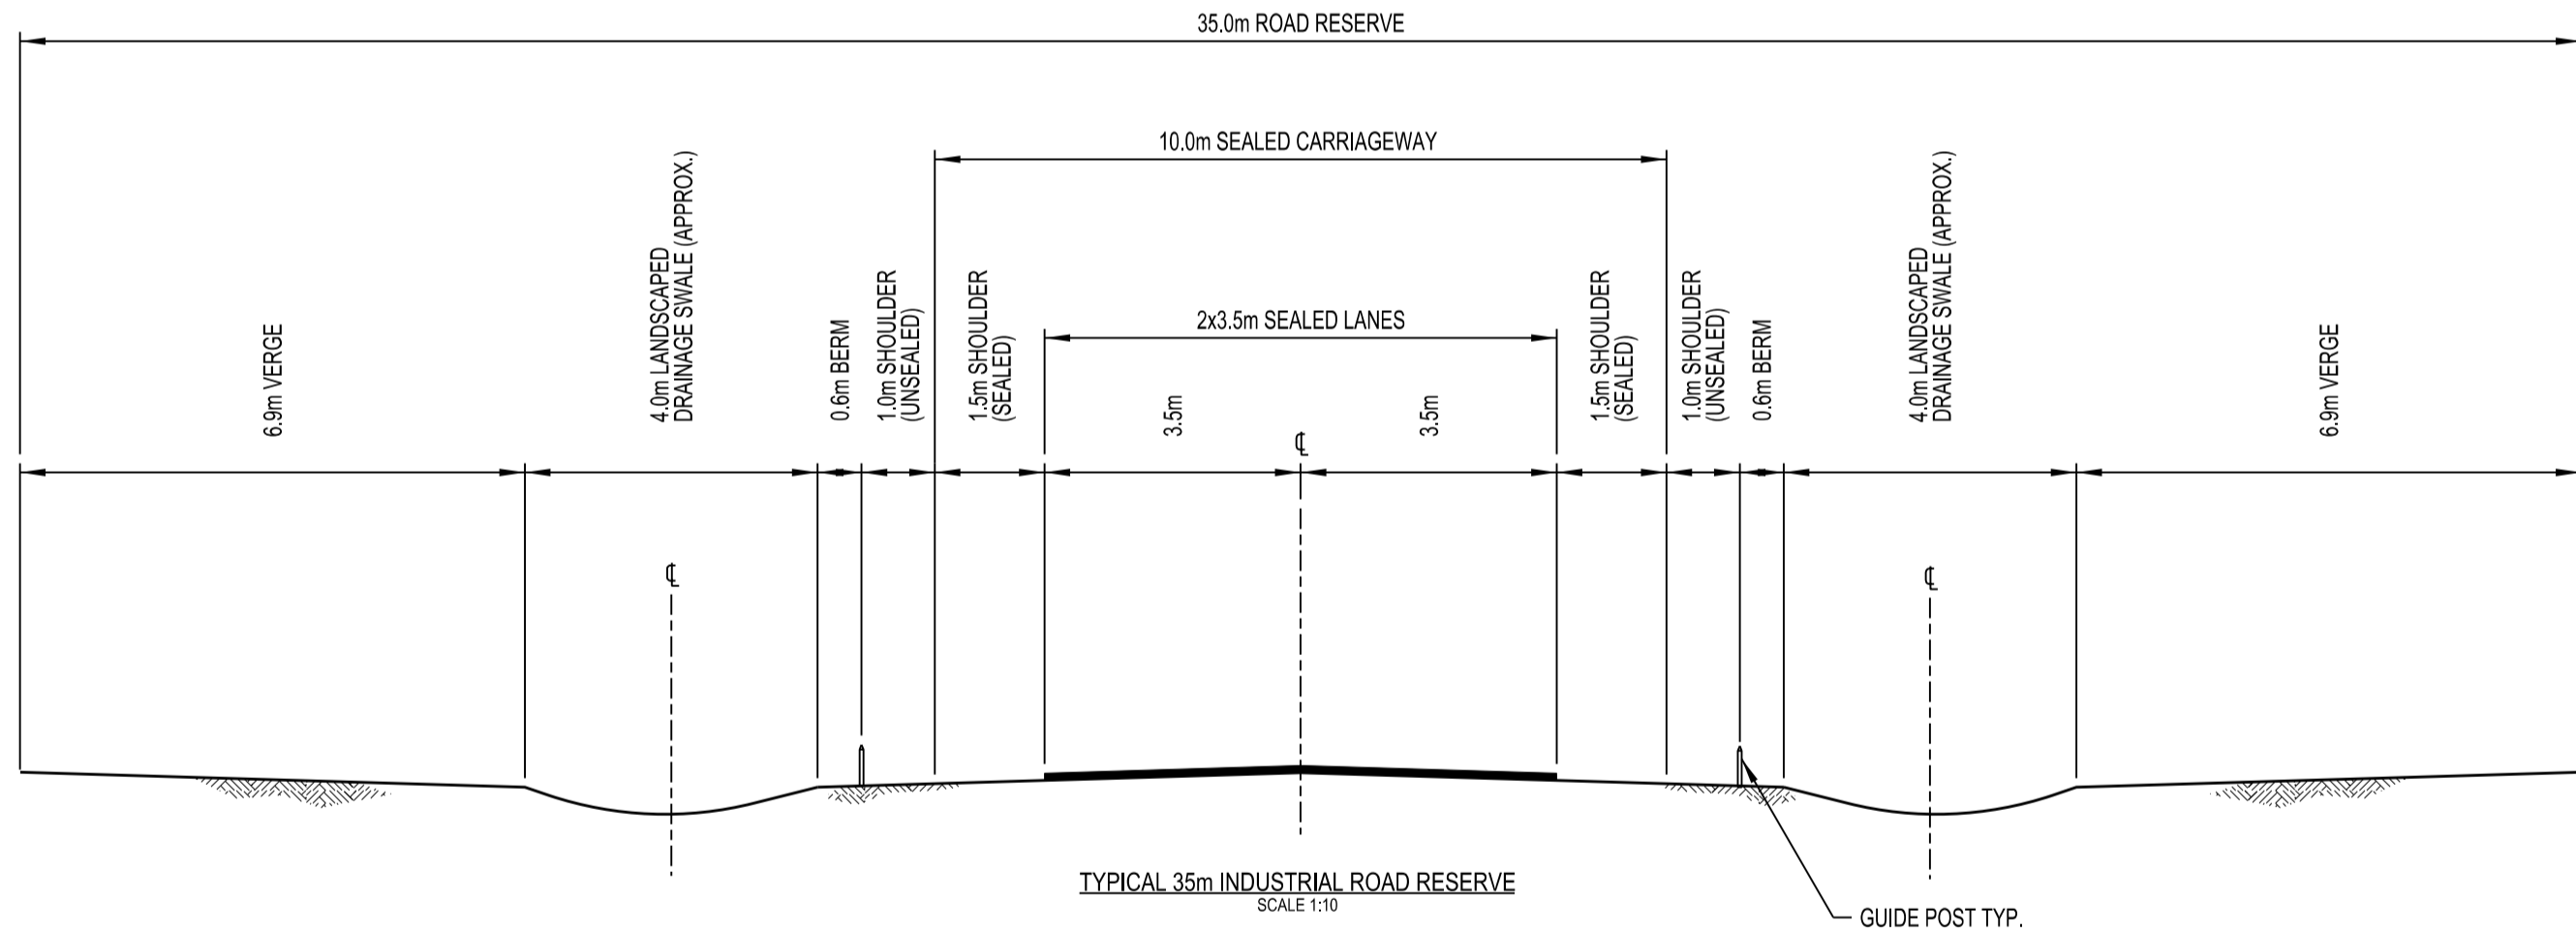 35.0m ROAD RESERVE
10.0m SEALED CARRIAGEWAY
2x3.5m SEALED LANES
6.9m VERGE
4.0m LANDSCAPED
DRAINAGE SWALE (APPROX.)
0.6m BERM
1.0m SHOULDER
(UNSEALED)
1.5m SHOULDER
(SEALED)
3.5m
℄
3.5m
1.5m SHOULDER
(SEALED)
1.0m SHOULDER
(UNSEALED)
0.6m BERM
4.0m LANDSCAPED
DRAINAGE SWALE (APPROX.)
6.9m VERGE
℄
℄
TYPICAL 35m INDUSTRIAL ROAD RESERVE
SCALE 1:10
GUIDE POST TYP.